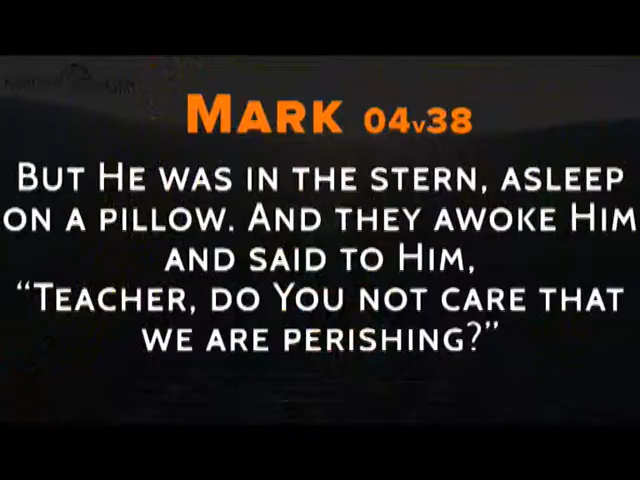 MARK 04v38
BUT HE WAS IN THE STERN, ASLEEP
ON A PILLOW. AND THEY AWOKE HIM
AND SAID TO HIM,
“TEACHER, DO YOU NOT CARE THAT
WE ARE PERISHING?”